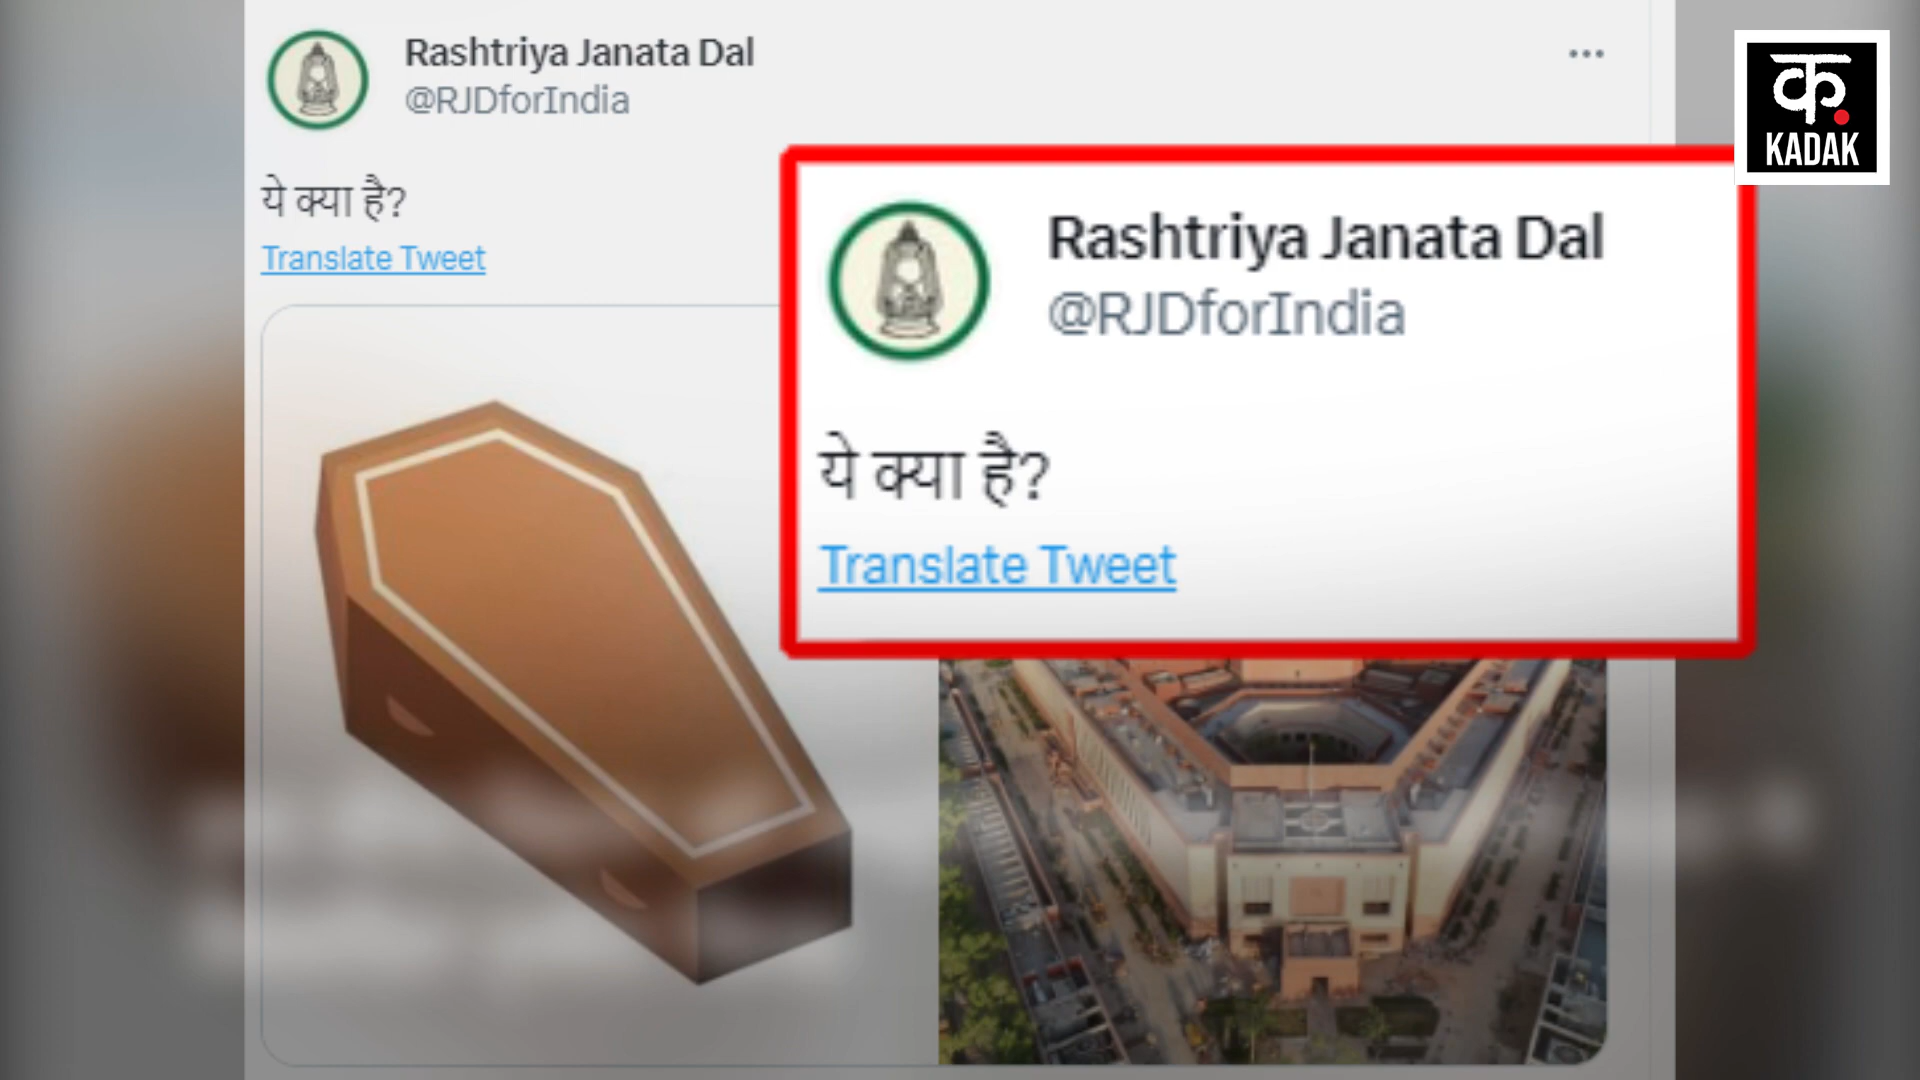 Rashtriya Janata Dal
@RJDforIndia
ये क्या है?
Translate Tweet
Rashtriya Janata Dal
@RJDforIndia
ये क्या है?
Translate Tweet
क.
KADAK